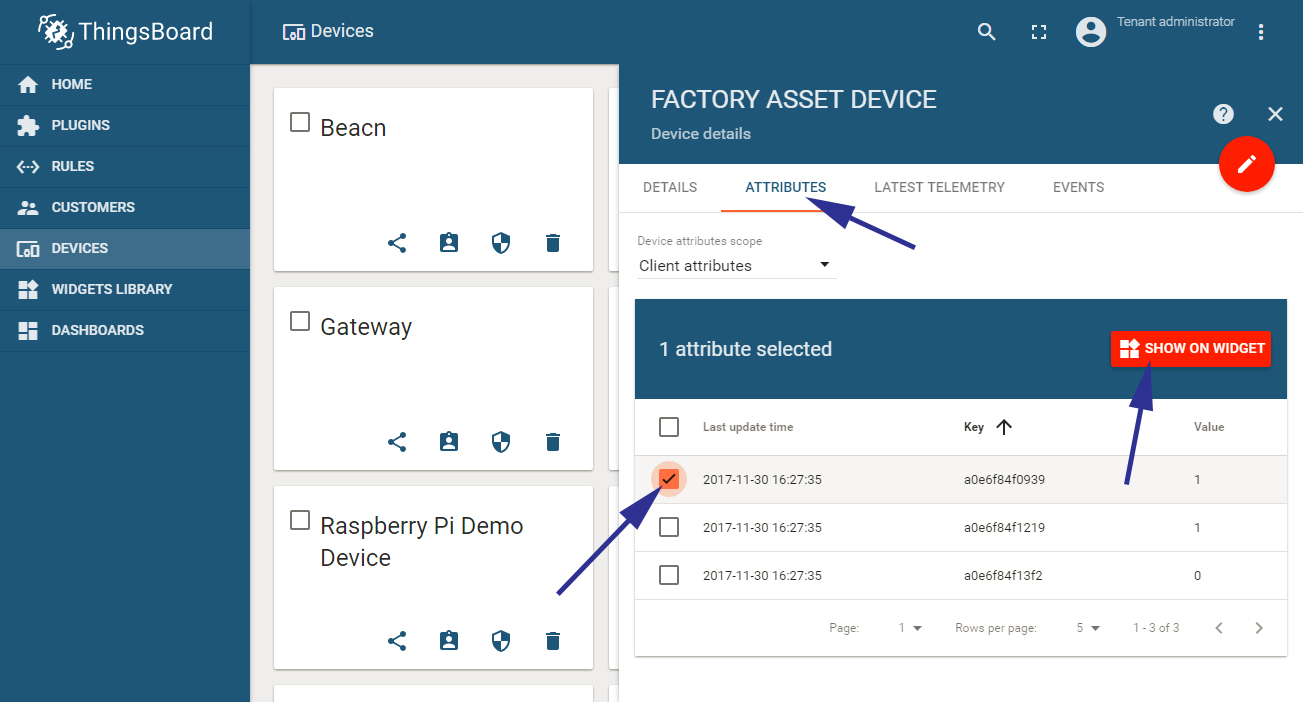 ThingsBoard
Devices
Tenant administrator
HOME
PLUGINS
RULES
CUSTOMERS
DEVICES
WIDGETS LIBRARY
DASHBOARDS
Beacn
Gateway
Raspberry Pi Demo
Device
FACTORY ASSET DEVICE
Device details
?
DETAILS ATTRIBUTES LATEST TELEMETRY EVENTS
Device attributes scope
Client attributes
1 attribute selected
SHOW ON WIDGET
Last update time Key Value
2017-11-30 16:27:35 a0e6f84f0939 1
2017-11-30 16:27:35 a0e6f84f1219 1
2017-11-30 16:27:35 a0e6f84f13f2 0
Page: 1 Rows per page: 5 1 - 3 of 3